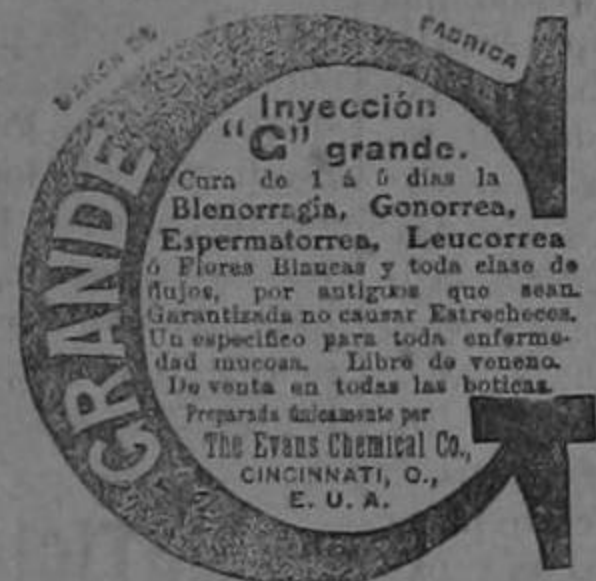 MARCA DE FABRICA
GRANDE
Inyección
"G" grande.
Cura de 1 á 5 días la
Blenorragia, Gonorrea,
Espermatorrea, Leucorrea
ó Flores Blancas y toda clase de
flujos, por antiguos que sean.
Garantizada no causar Estrecheces.
Un específico para toda enferme-
dad mucosa. Libre de veneno.
De venta en todas las boticas.
Preparada únicamente por
The Evans Chemical Co.,
CINCINNATI, O.,
E. U. A.